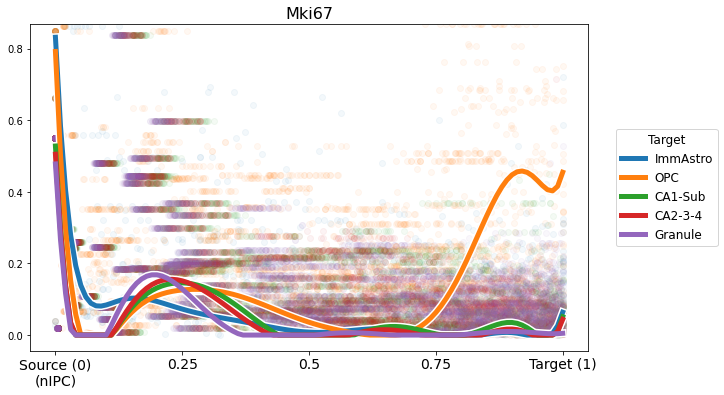 Mki67
0.8
0.6
0.4
0.2
0.0
Source (0)
(nIPC)
0.25
0.5
0.75
Target (1)
Target
ImmAstro
OPC
CA1-Sub
CA2-3-4
Granule